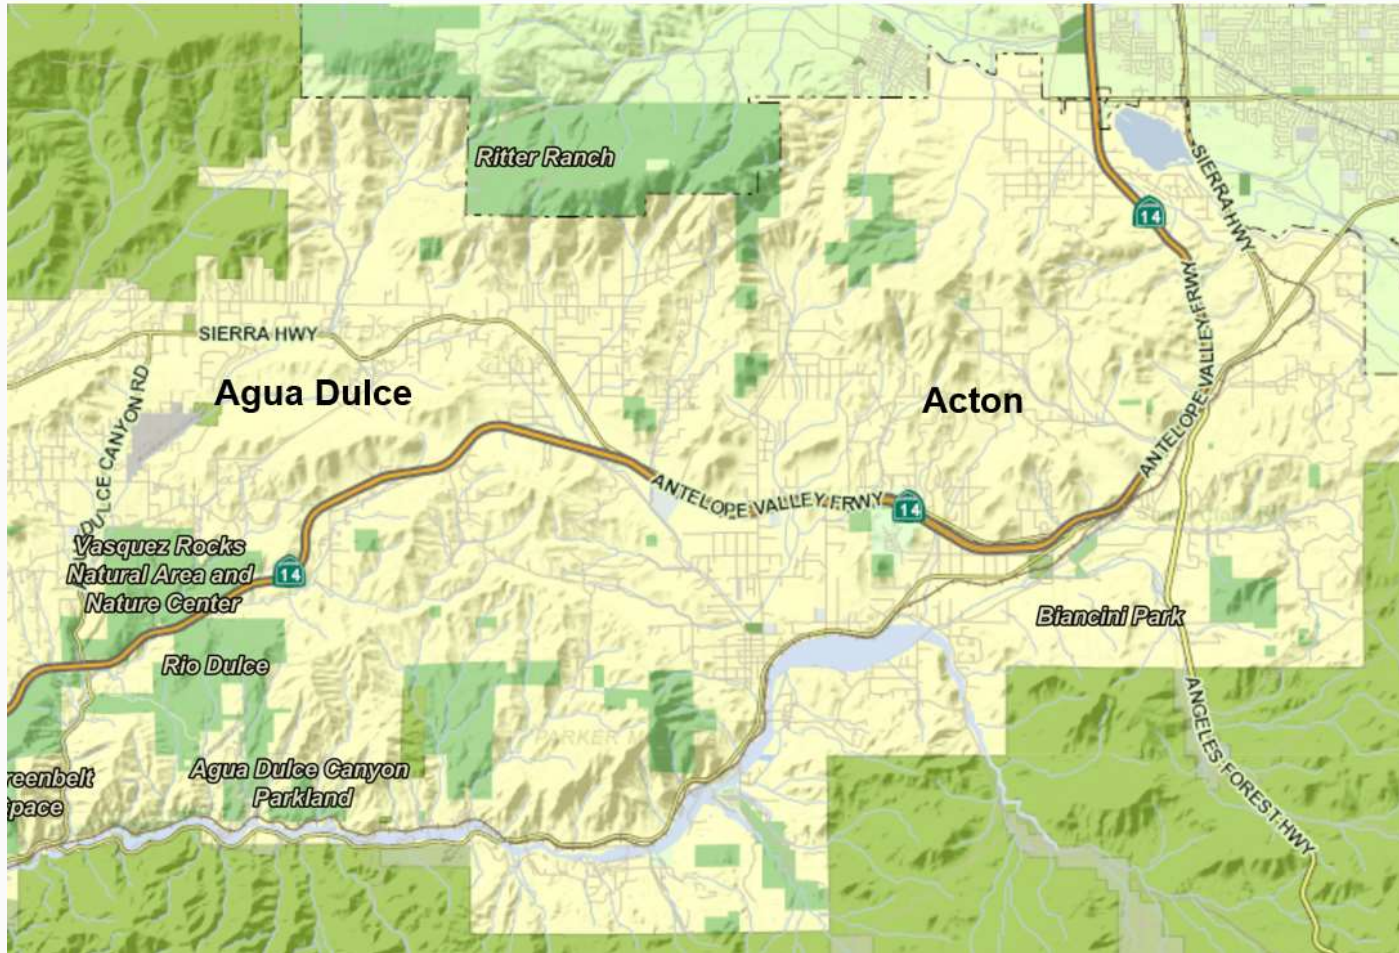 Ritter Ranch
SIERRA HWY
14
SIERRA HWY
Agua Dulce
Acton
ANTELOPE VALLEY FRWY
DULCE CANYON RD
ANTELOPE VALLEY FRWY
14
Vasquez Rocks
Natural Area and
Nature Center
14
Biancini Park
Rio Dulce
ANGELES FOREST HWY
PARKER M
Agua Dulce Canyon
Parkland
reenbelt
pace